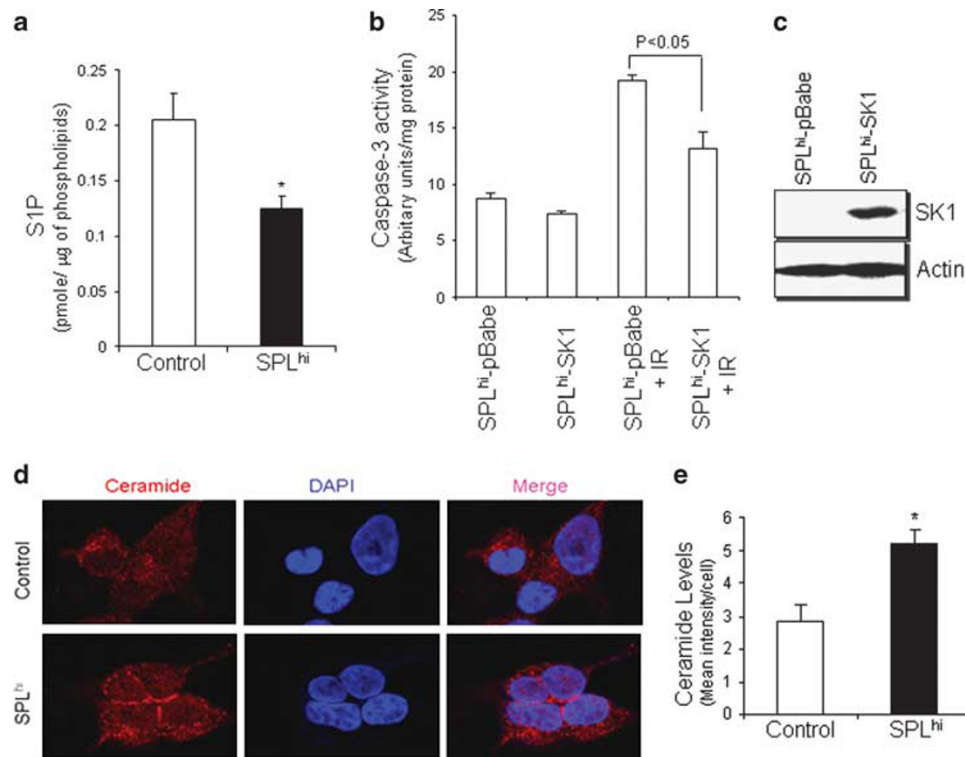 a
S1P
(pmole/ µg of phospholipids)
0.25
0.2
0.15
0.1
0.05
0
*
Control
SPLhi
b
Caspase-3 activity
(Arbitary units/mg protein)
25
20
15
10
5
0
P<0.05
SPLhi-pBabe
SPLhi-SK1
SPLhi-pBabe
+ IR
SPLhi-SK1
+ IR
c
SPLhi-pBabe
SPLhi-SK1
SK1
Actin
d
Ceramide
DAPI
Merge
Control
SPLhi
e
Ceramide Levels
(Mean intensity/cell)
6
5
4
3
2
1
0
*
Control
SPLhi